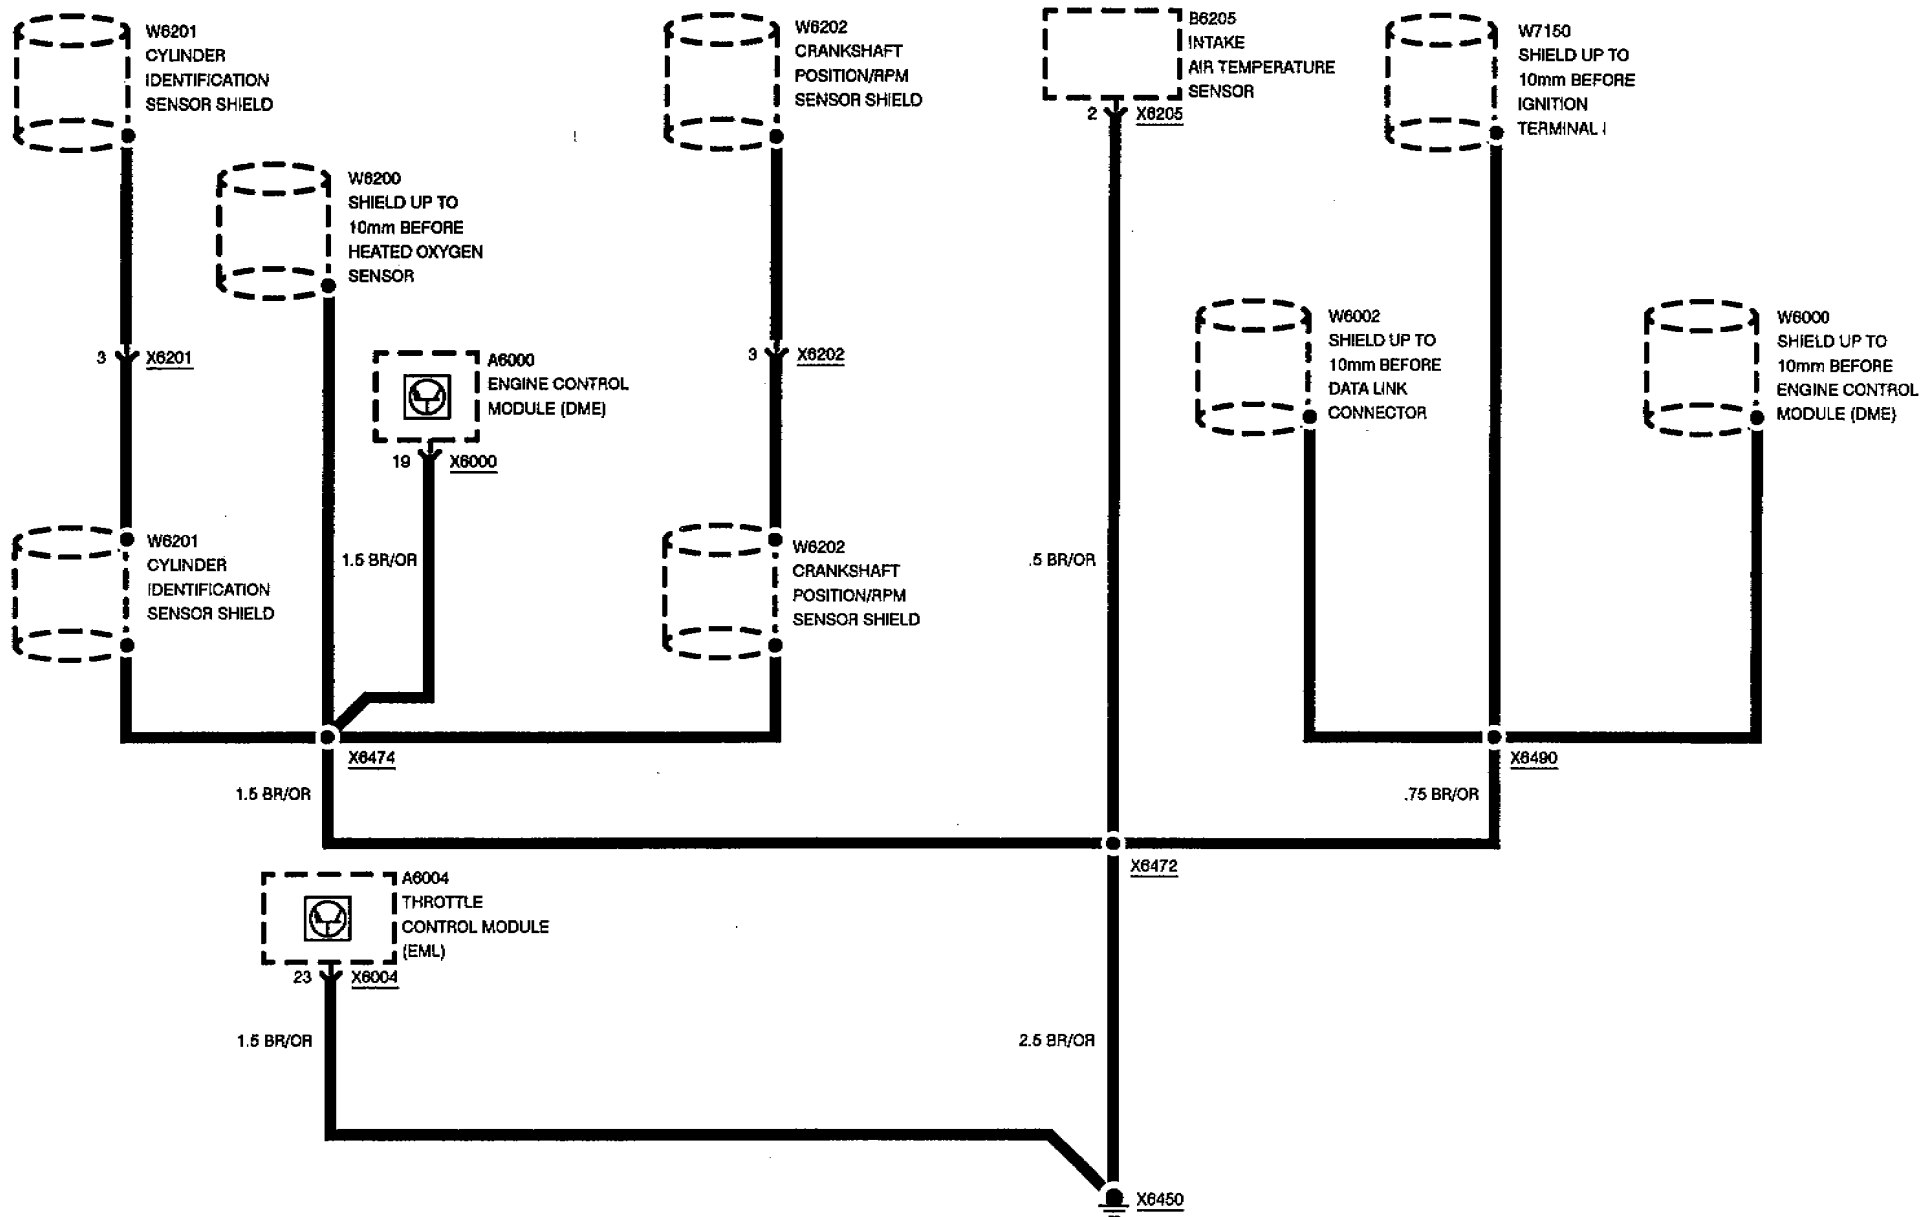 W6201
CYLINDER
IDENTIFICATION
SENSOR SHIELD
W6202
CRANKSHAFT
POSITION/RPM
SENSOR SHIELD
B6205
INTAKE
AIR TEMPERATURE
SENSOR
2 X6205
W7150
SHIELD UP TO
10mm BEFORE
IGNITION
TERMINAL I
W6200
SHIELD UP TO
10mm BEFORE
HEATED OXYGEN
SENSOR
3 X6201
A6000
ENGINE CONTROL
MODULE (DME)
19 X6000
3 X6202
W6002
SHIELD UP TO
10mm BEFORE
DATA LINK
CONNECTOR
W6000
SHIELD UP TO
10mm BEFORE
ENGINE CONTROL
MODULE (DME)
W6201
CYLINDER
IDENTIFICATION
SENSOR SHIELD
1.5 BR/OR
W6202
CRANKSHAFT
POSITION/RPM
SENSOR SHIELD
.5 BR/OR
X6474
X6490
1.5 BR/OR
.75 BR/OR
X6472
A6004
THROTTLE
CONTROL MODULE
(EML)
23 X6004
1.5 BR/OR
2.5 BR/OR
X6450